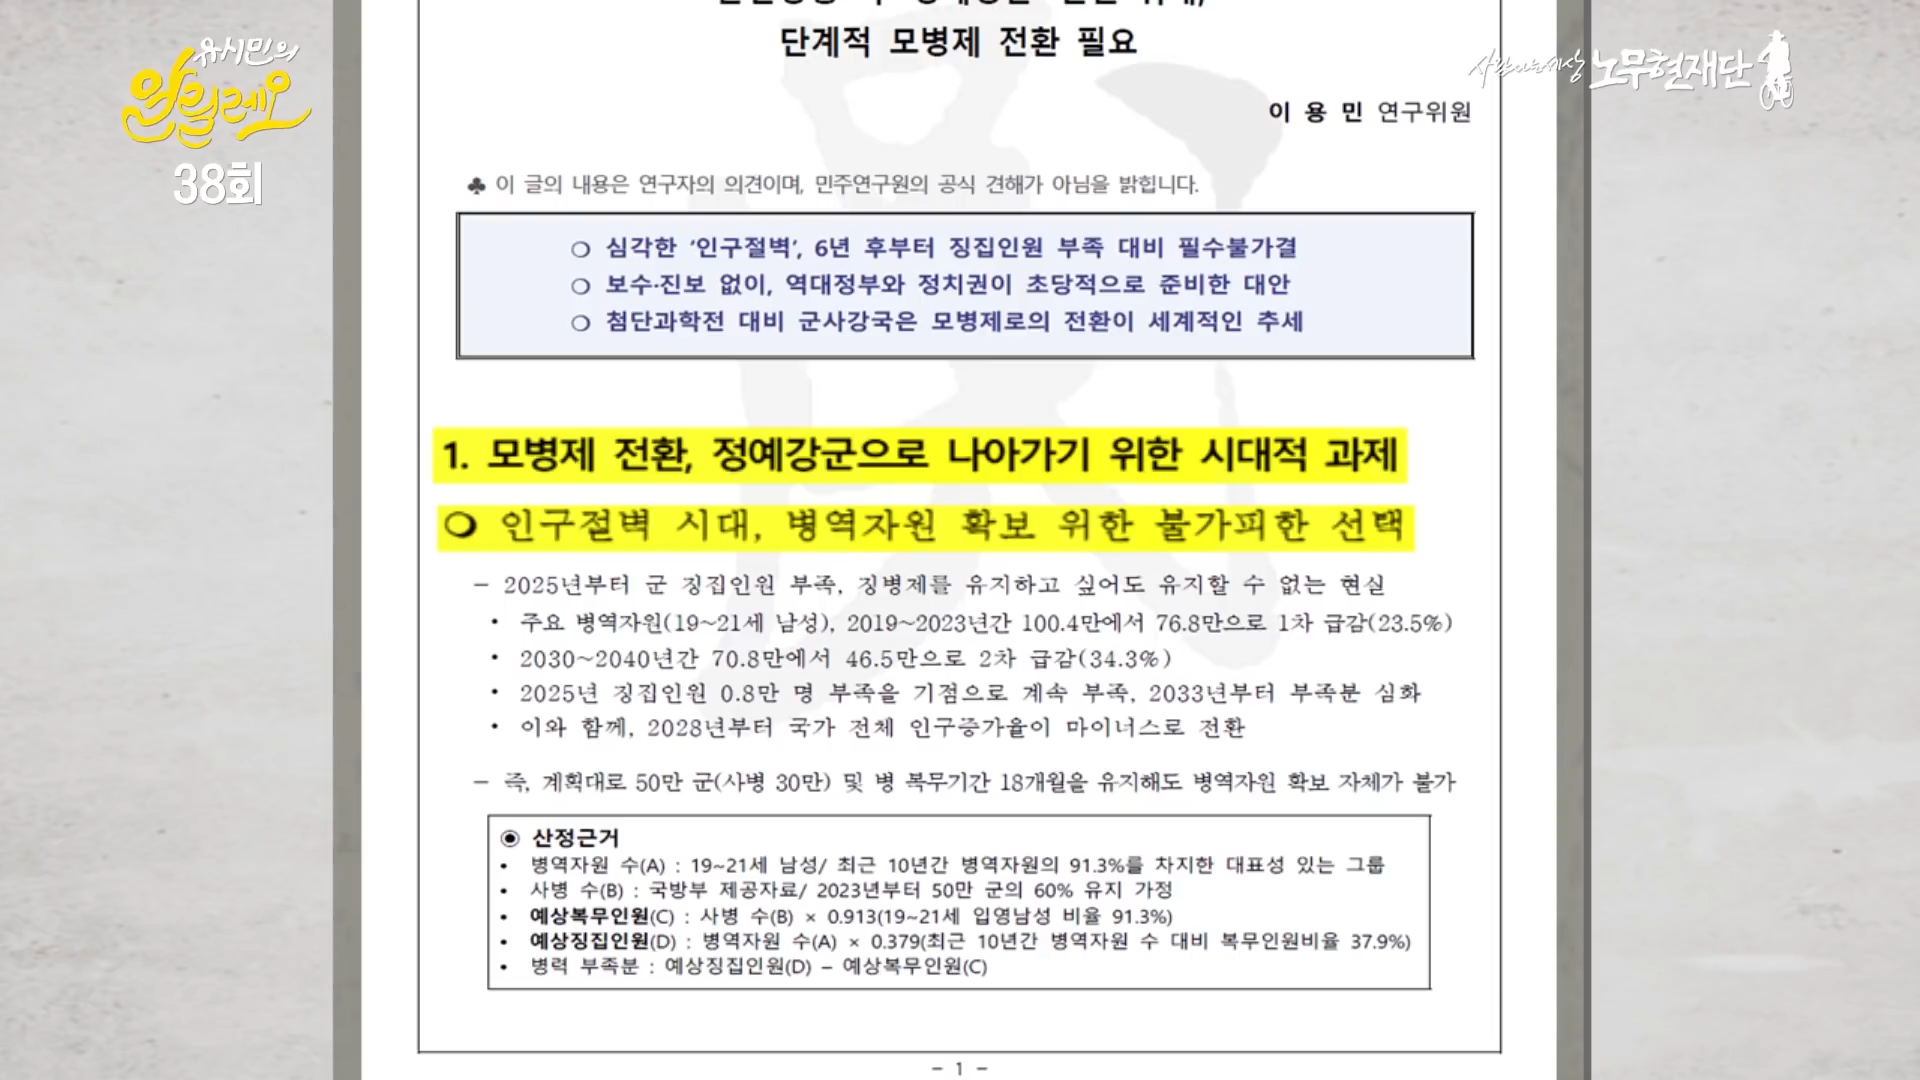 유시민의
알릴레오
38회
사람사는세상 노무현재단
단계적 모병제 전환 필요
이 용 민 연구위원
♣ 이 글의 내용은 연구자의 의견이며, 민주연구원의 공식 견해가 아님을 밝힙니다.
❍ 심각한 ‘인구절벽’, 6년 후부터 징집인원 부족 대비 필수불가결
❍ 보수·진보 없이, 역대정부와 정치권이 초당적으로 준비한 대안
❍ 첨단과학전 대비 군사강국은 모병제로의 전환이 세계적인 추세
1. 모병제 전환, 정예강군으로 나아가기 위한 시대적 과제
❍ 인구절벽 시대, 병역자원 확보 위한 불가피한 선택
– 2025년부터 군 징집인원 부족, 징병제를 유지하고 싶어도 유지할 수 없는 현실
• 주요 병역자원(19~21세 남성), 2019~2023년간 100.4만에서 76.8만으로 1차 급감(23.5%)
• 2030~2040년간 70.8만에서 46.5만으로 2차 급감(34.3%)
• 2025년 징집인원 0.8만 명 부족을 기점으로 계속 부족, 2033년부터 부족분 심화
• 이와 함께, 2028년부터 국가 전체 인구증가율이 마이너스로 전환
– 즉, 계획대로 50만 군(사병 30만) 및 병 복무기간 18개월을 유지해도 병역자원 확보 자체가 불가
◉ 산정근거
• 병역자원 수(A) : 19~21세 남성/ 최근 10년간 병역자원의 91.3%를 차지한 대표성 있는 그룹
• 사병 수(B) : 국방부 제공자료/ 2023년부터 50만 군의 60% 유지 가정
• 예상복무인원(C) : 사병 수(B) × 0.913(19~21세 입영남성 비율 91.3%)
• 예상징집인원(D) : 병역자원 수(A) × 0.379(최근 10년간 병역자원 수 대비 복무인원비율 37.9%)
• 병력 부족분 : 예상징집인원(D) – 예상복무인원(C)
– 1 –